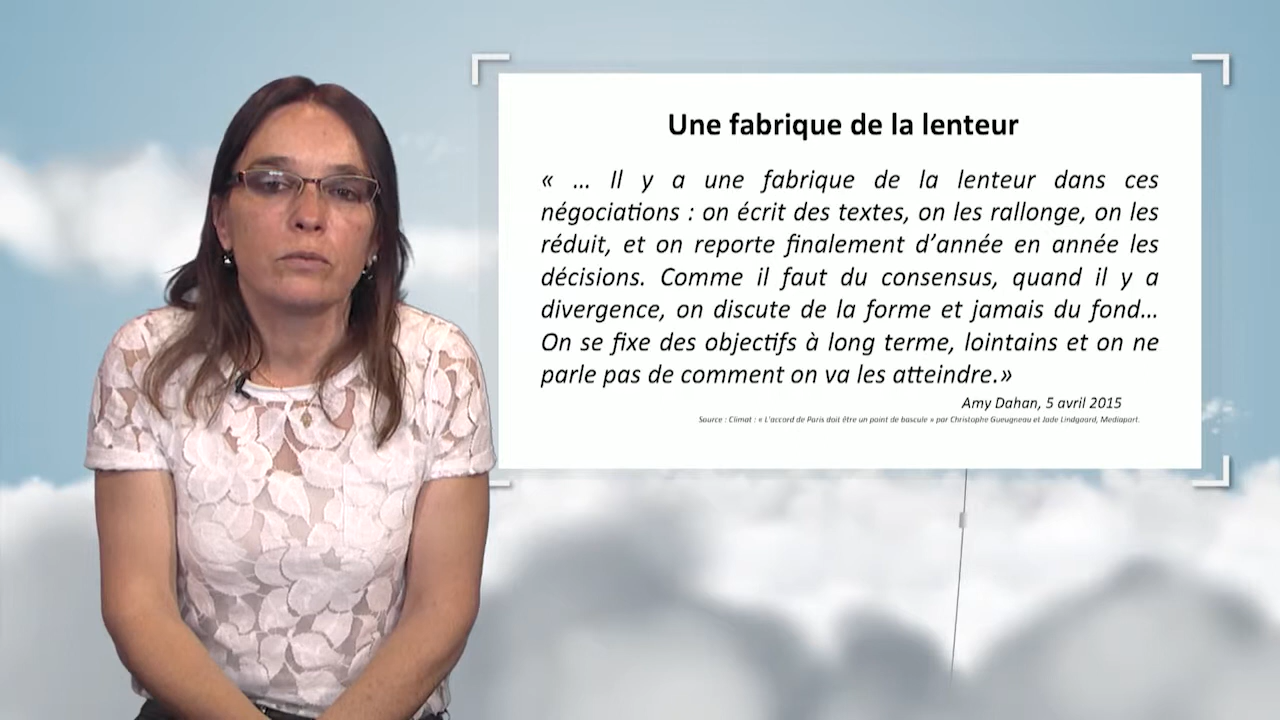 Une fabrique de la lenteur
« … Il y a une fabrique de la lenteur dans ces
négociations : on écrit des textes, on les rallonge, on les
réduit, et on reporte finalement d’année en année les
décisions. Comme il faut du consensus, quand il y a
divergence, on discute de la forme et jamais du fond…
On se fixe des objectifs à long terme, lointains et on ne
parle pas de comment on va les atteindre.»
Amy Dahan, 5 avril 2015
Source : Climat : « L’accord de Paris doit être un point de bascule » par Christophe Gueugneau et Jade Lindgaard, Mediapart.